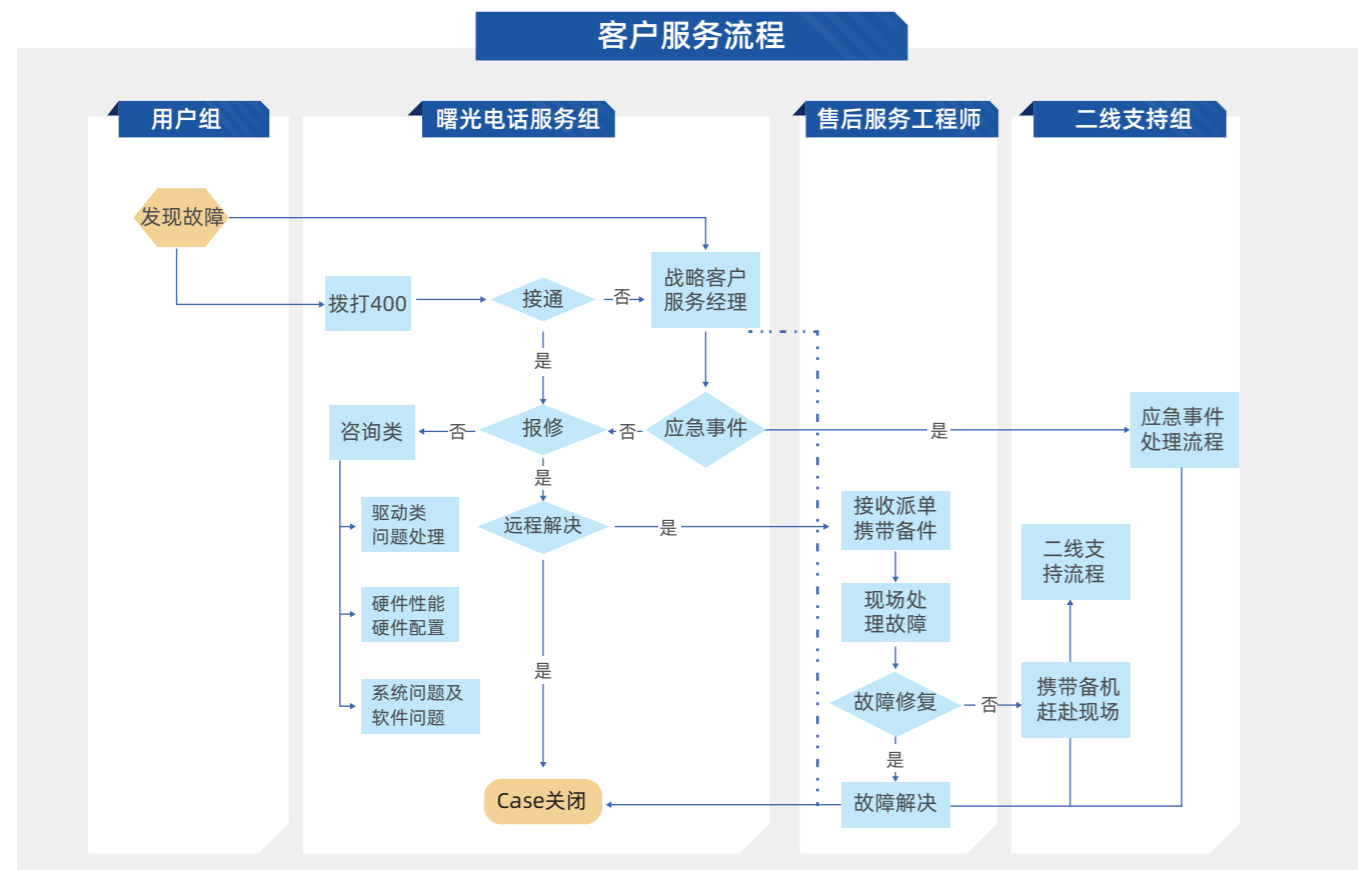 客户服务流程
用户组
曙光电话服务组
售后服务工程师
二线支持组
发现故障
拨打400
接通
否
战略客户
服务经理
是
咨询类
否
报修
否
应急事件
是
应急事件
处理流程
是
驱动类
问题处理
远程解决
是
接收派单
携带备件
二线支
持流程
硬件性能
硬件配置
现场处
理故障
是
系统问题及
软件问题
故障修复
否
携带备机
赶赴现场
是
Case关闭
故障解决